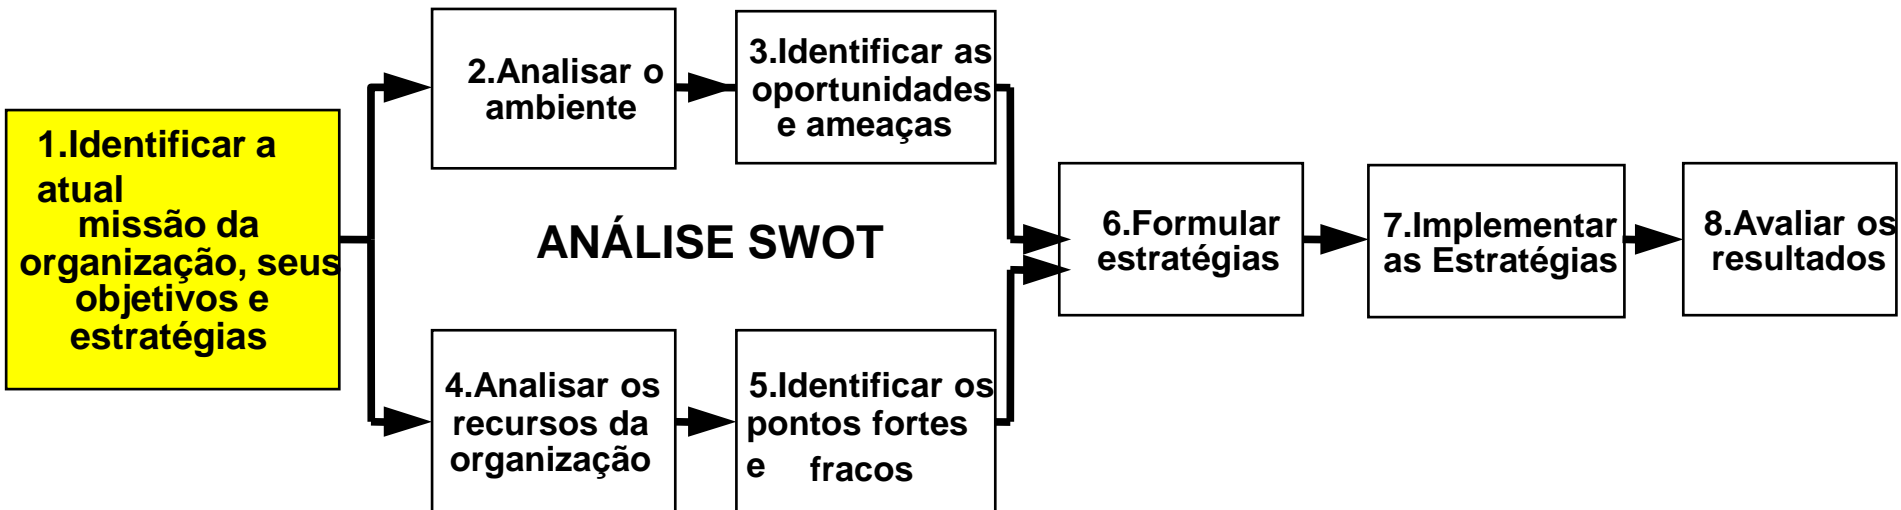 1.Identificar a
atual
missão da
organização, seus
objetivos e
estratégias
2.Analisar o
ambiente
3.Identificar as
oportunidades
e ameaças
ANÁLISE SWOT
4.Analisar os
recursos da
organização
5.Identificar os
pontos fortes
e fracos
6.Formular
estratégias
7.Implementar
as Estratégias
8.Avaliar os
resultados